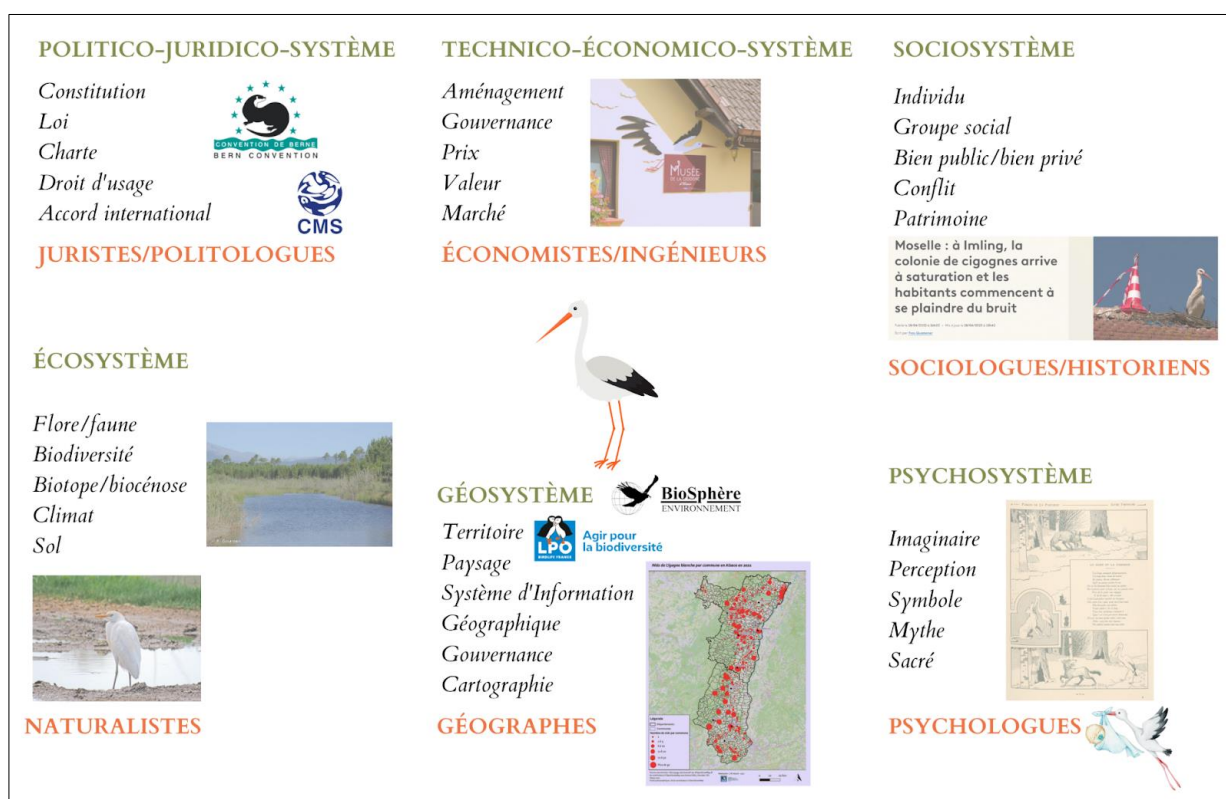 POLITICO-JURIDICO-SYSTÈME
Constitution
Loi
Charte
Droit d'usage
Accord international
CONVENTION DE BERNE
BERN CONVENTION
CMS
JURISTES/POLITOLOGUES
TECHNICO-ÉCONOMICO-SYSTÈME
Aménagement
Gouvernance
Prix
Valeur
Marché
MUSÉE
ÉCONOMISTES/INGÉNIEURS
SOCIOSYSTÈME
Individu
Groupe social
Bien public/bien privé
Conflit
Patrimoine
Moselle : à Imling, la
colonie de cigognes arrive
à saturation et les
habitants commencent à
se plaindre du bruit
SOCIOLOGUES/HISTORIENS
ÉCOSYSTÈME
Flore/faune
Biodiversité
Biotope/biocénose
Climat
Sol
NATURALISTES
GÉOSYSTÈME
BioSphère
ENVIRONNEMENT
Territoire
LPO
Agir pour
la biodiversité
Paysage
Système d'Information
Géographique
Gouvernance
Cartographie
GÉOGRAPHES
PSYCHOSYSTÈME
Imaginaire
Perception
Symbole
Mythe
Sacré
PSYCHOLOGUES